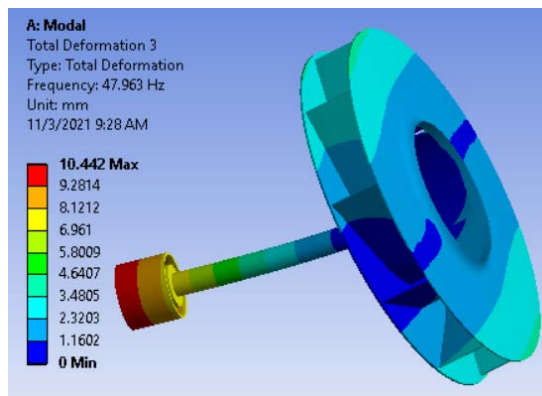 A: Modal
Total Deformation 3
Type: Total Deformation
Frequency: 47.963 Hz
Unit: mm
11/3/2021 9:28 AM
10.442 Max
9.2814
8.1212
6.961
5.8009
4.6407
3.4805
2.3203
1.1602
0 Min